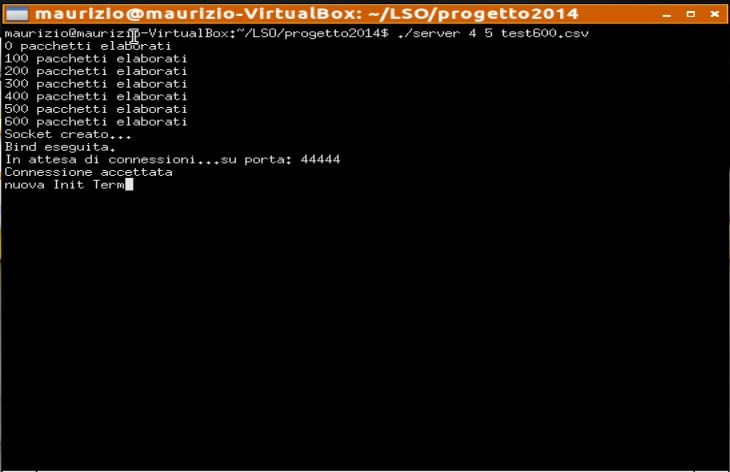 maurizio@maurizio-VirtualBox: ~/LSO/progetto2014
maurizio@maurizio-VirtualBox:~/LSO/progetto2014$ ./server 4 5 test600.csv
0 pacchetti elaborati
100 pacchetti elaborati
200 pacchetti elaborati
300 pacchetti elaborati
400 pacchetti elaborati
500 pacchetti elaborati
600 pacchetti elaborati
Socket creato...
Bind eseguita.
In attesa di connessioni...su porta: 44444
Connessione accettata
nuova Init Term